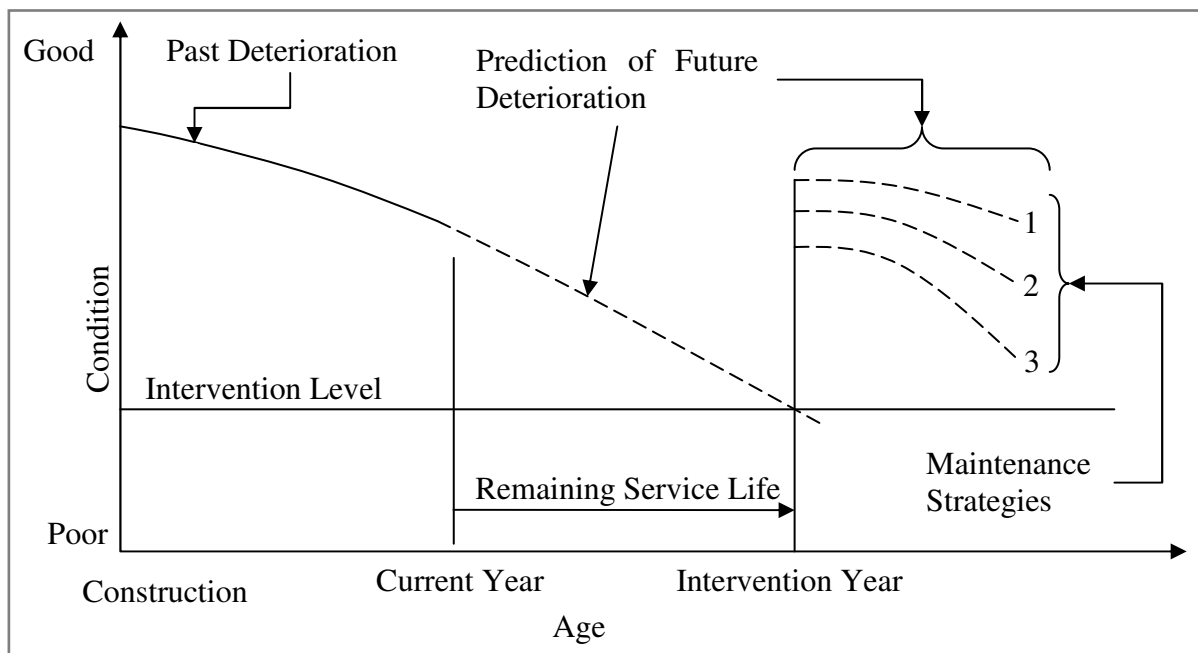 Good
Past Deterioration
Prediction of Future
Deterioration
1
2
3
Condition
Intervention Level
Maintenance
Strategies
Remaining Service Life
Poor
Construction
Current Year
Intervention Year
Age